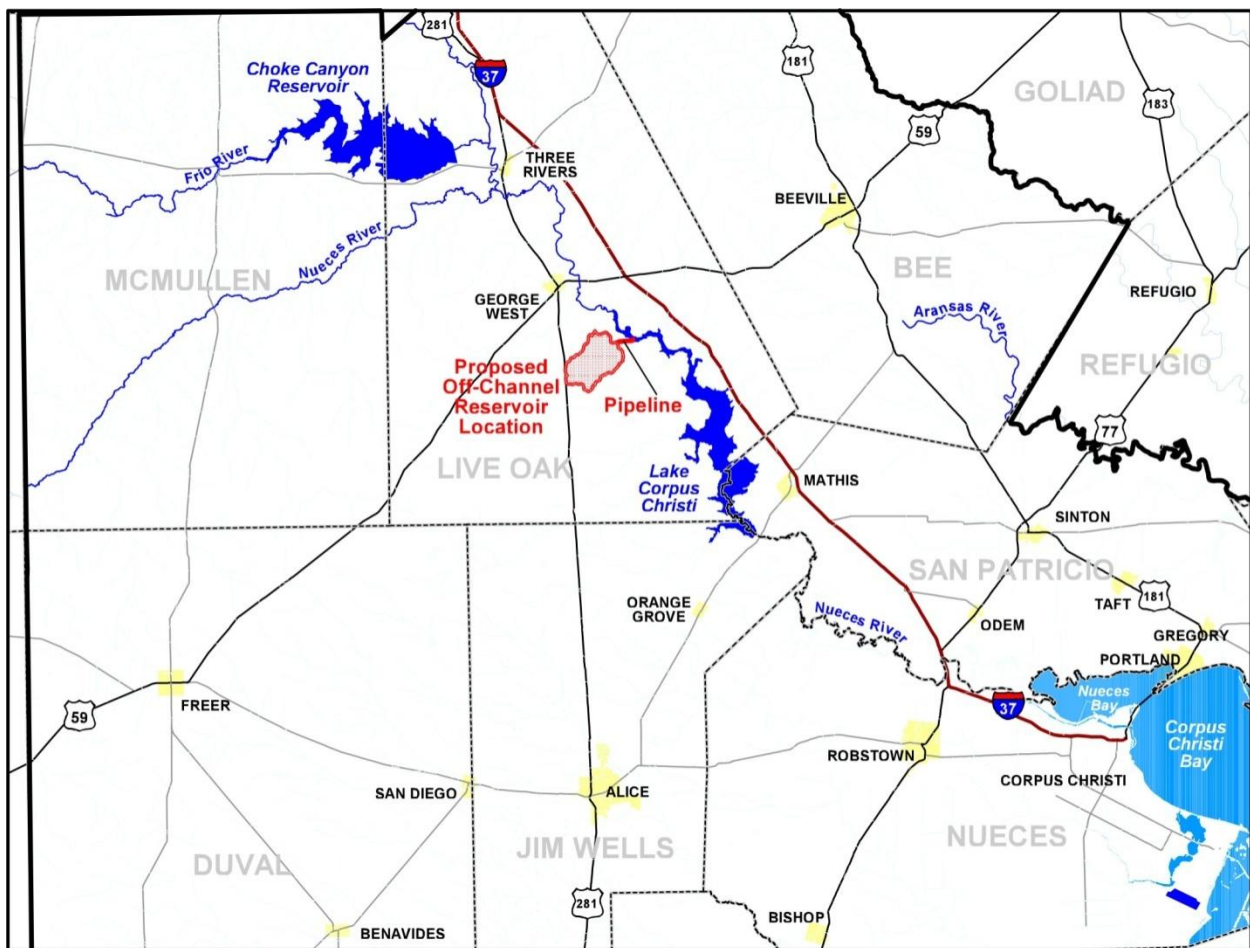 281
37
181
Choke Canyon
Reservoir
GOLIAD
183
59
Frio River
THREE
RIVERS
BEEVILLE
Nueces River
MCMULLEN
BEE
GEORGE
WEST
REFUGIO
Aransas River
Proposed
Off-Channel
Reservoir
Location
Pipeline
REFUGIO
77
LIVE OAK
Lake
Corpus
Christi
MATHIS
SINTON
SAN PATRICIO
TAFT
181
ORANGE
GROVE
Nueces River
ODEM
GREGORY
PORTLAND
FREER
59
Nueces
Bay
37
Corpus
Christi
Bay
ROBSTOWN
CORPUS CHRISTI
SAN DIEGO
ALICE
DUVAL
JIM WELLS
NUECES
281
BISHOP
BENAVIDES